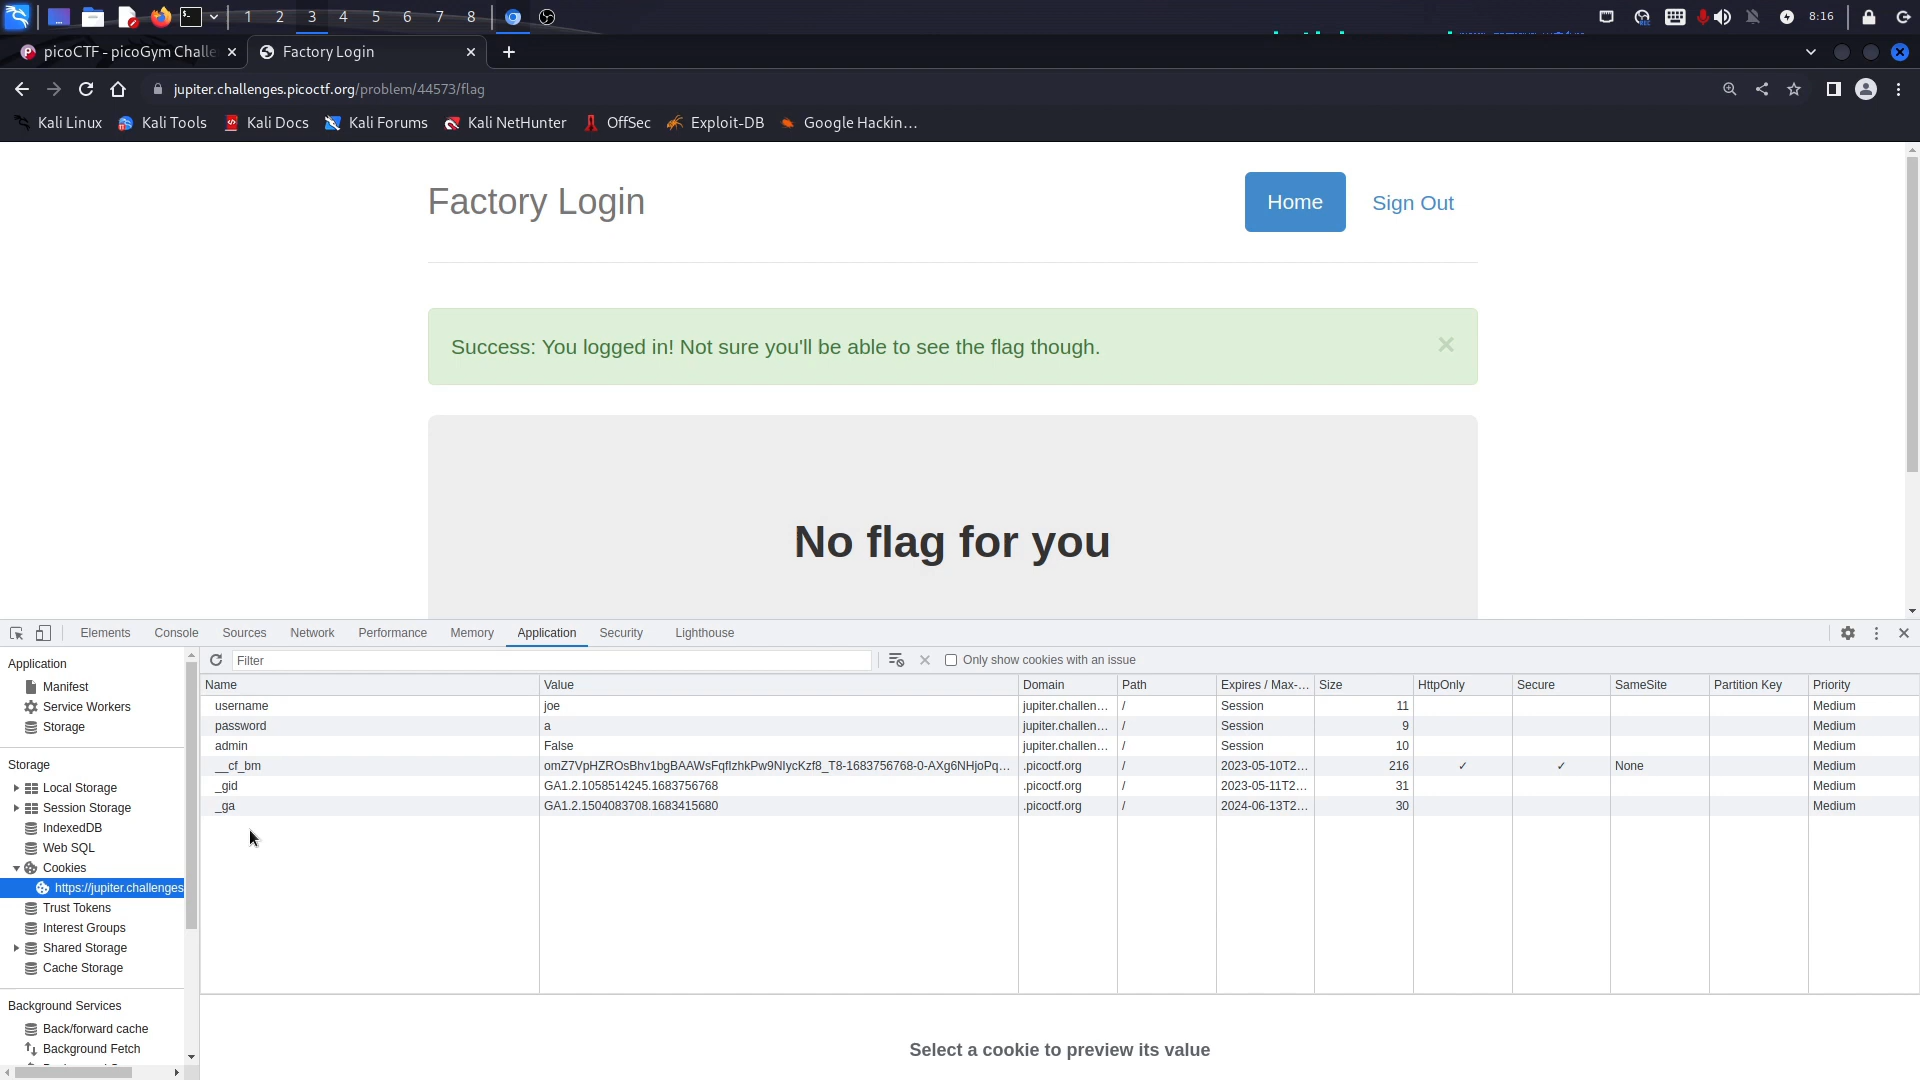 1 2 3 4 5 6 7 8 8:16
picoCTF - picoGym Challe Factory Login
jupiter.challenges.picoctf.org/problem/44573/flag
Kali Linux Kali Tools Kali Docs Kali Forums Kali NetHunter OffSec Exploit-DB Google Hackin...
Factory Login Home Sign Out
Success: You logged in! Not sure you'll be able to see the flag though. ×
No flag for you
Elements Console Sources Network Performance Memory Application Security Lighthouse
Filter Only show cookies with an issue
Application
Manifest
Service Workers
Storage
Storage
Local Storage
Session Storage
IndexedDB
Web SQL
Cookies
https://jupiter.challenges
Trust Tokens
Interest Groups
Shared Storage
Cache Storage
Background Services
Back/forward cache
Background Fetch
Name Value Domain Path Expires / Max-... Size HttpOnly Secure SameSite Partition Key Priority
username joe jupiter.challen... / Session 11 Medium
password a jupiter.challen... / Session 9 Medium
admin False jupiter.challen... / Session 10 Medium
__cf_bm omZ7VpHZROsBhv1bgBAAWsFqflzhkPw9NIycKzf8_T8-1683756768-0-AXg6NHjoPq... .picoctf.org / 2023-05-10T2... 216 ✓ ✓ None Medium
_gid GA1.2.1058514245.1683756768 .picoctf.org / 2023-05-11T2... 31 Medium
_ga GA1.2.1504083708.1683415680 .picoctf.org / 2024-06-13T2... 30 Medium
Select a cookie to preview its value